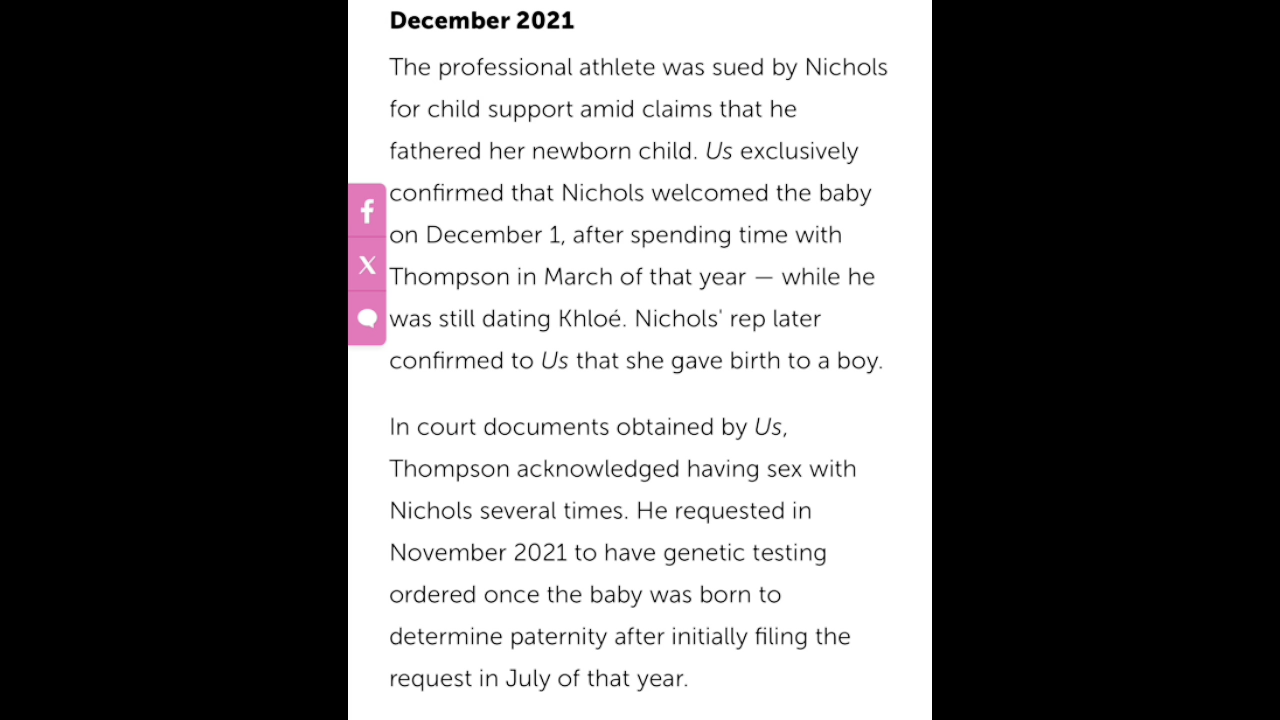 December 2021
The professional athlete was sued by Nichols
for child support amid claims that he
fathered her newborn child. Us exclusively
confirmed that Nichols welcomed the baby
on December 1, after spending time with
Thompson in March of that year — while he
was still dating Khloé. Nichols' rep later
confirmed to Us that she gave birth to a boy.
In court documents obtained by Us,
Thompson acknowledged having sex with
Nichols several times. He requested in
November 2021 to have genetic testing
ordered once the baby was born to
determine paternity after initially filing the
request in July of that year.